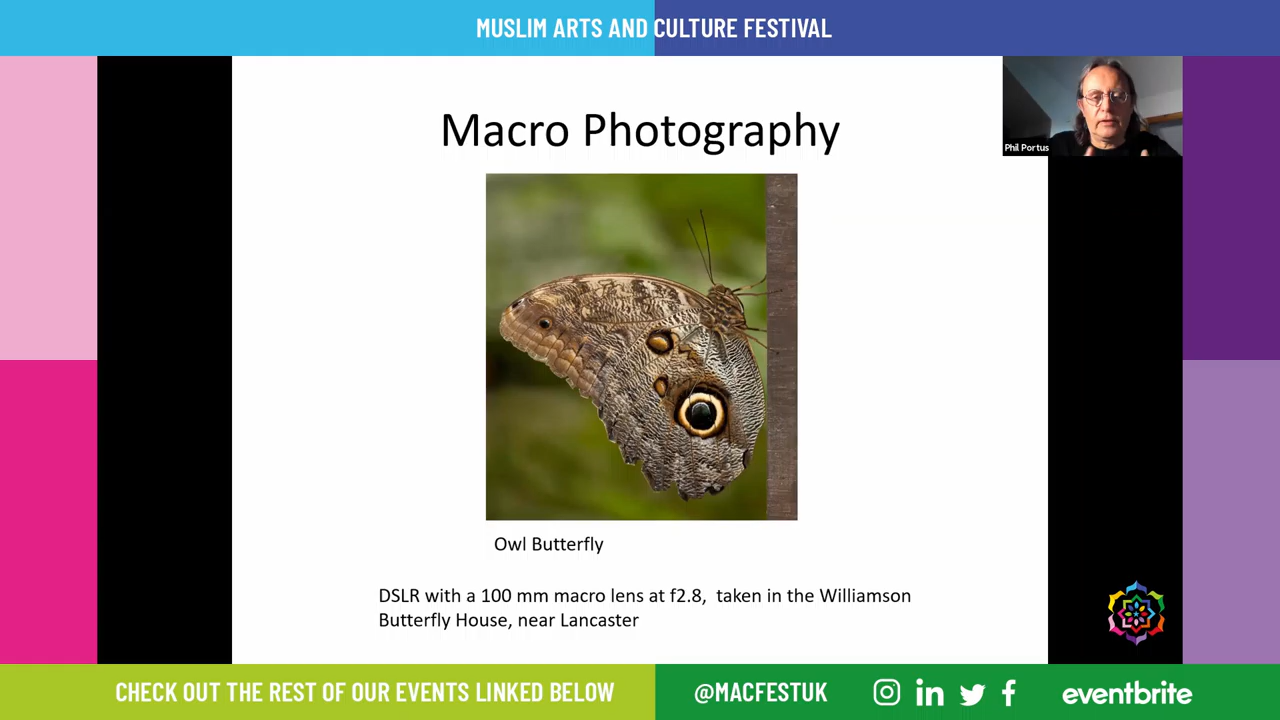 MUSLIM ARTS AND CULTURE FESTIVAL
Macro Photography
Phil Portus
Owl Butterfly
DSLR with a 100 mm macro lens at f2.8, taken in the Williamson
Butterfly House, near Lancaster
CHECK OUT THE REST OF OUR EVENTS LINKED BELOW
@MACFESTUK
eventbrite